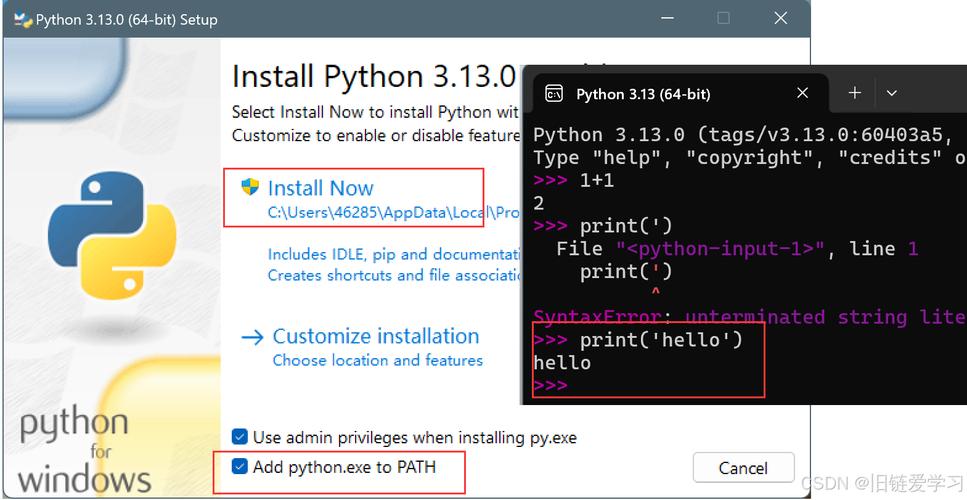 Python 3.13.0 (64-bit) Setup
Install Python 3.13.0
Select Install Now to install Python wit
Customize to enable or disable feature
Install Now
C:\Users\46285\AppData\Local\Pro
Includes IDLE, pip and documentati
Creates shortcuts and file associatio
Customize installation
Choose location and features
python
for
windows
Use admin privileges when installing py.exe
Add python.exe to PATH
Cancel
Python 3.13 (64-bit)
Python 3.13.0 (tags/v3.13.0:60403a5,
Type "help", "copyright", "credits" o
>>> 1+1
2
>>> print(')
  File "<python-input-1>", line 1
    print(')
          ^
SyntaxError: unterminated string lite
>>> print('hello')
hello
>>>
CSDN @旧链爱学习